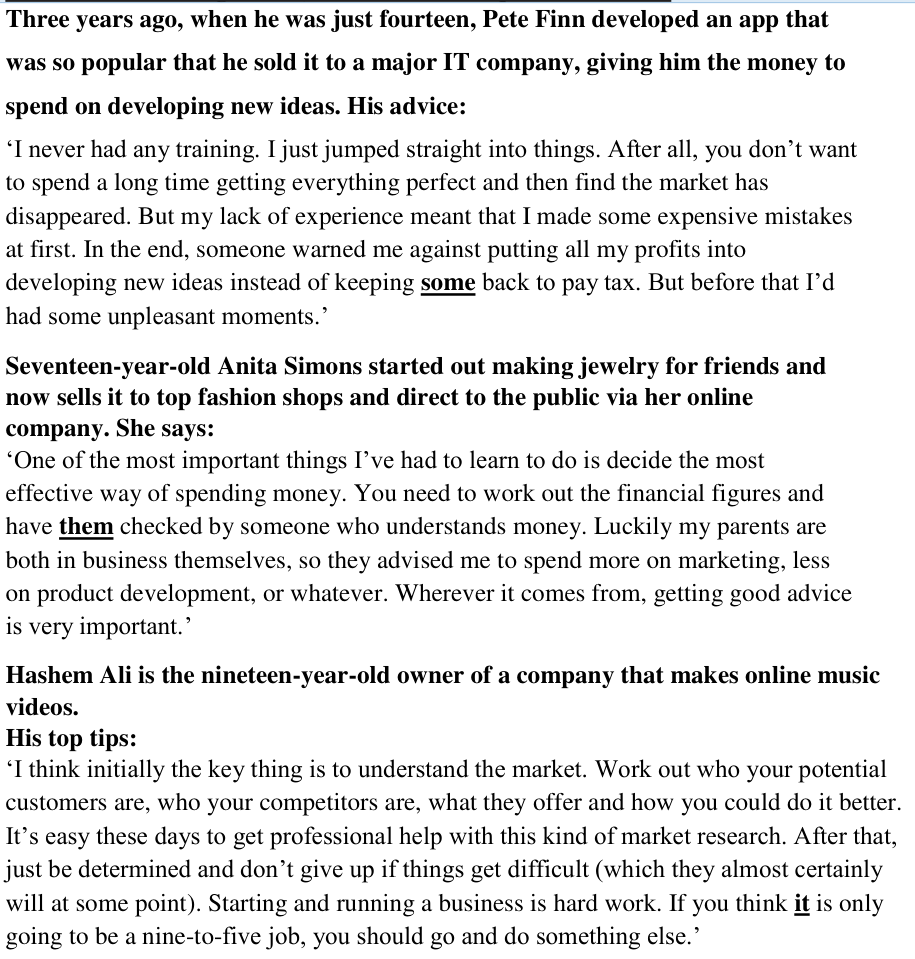 Three years ago, when he was just fourteen, Pete Finn developed an app that
was so popular that he sold it to a major IT company, giving him the money to
spend on developing new ideas. His advice:
‘I never had any training. I just jumped straight into things. After all, you don’t want
to spend a long time getting everything perfect and then find the market has
disappeared. But my lack of experience meant that I made some expensive mistakes
at first. In the end, someone warned me against putting all my profits into
developing new ideas instead of keeping some back to pay tax. But before that I’d
had some unpleasant moments.’
Seventeen-year-old Anita Simons started out making jewelry for friends and
now sells it to top fashion shops and direct to the public via her online
company. She says:
‘One of the most important things I’ve had to learn to do is decide the most
effective way of spending money. You need to work out the financial figures and
have them checked by someone who understands money. Luckily my parents are
both in business themselves, so they advised me to spend more on marketing, less
on product development, or whatever. Wherever it comes from, getting good advice
is very important.’
Hashem Ali is the nineteen-year-old owner of a company that makes online music
videos.
His top tips:
‘I think initially the key thing is to understand the market. Work out who your potential
customers are, who your competitors are, what they offer and how you could do it better.
It’s easy these days to get professional help with this kind of market research. After that,
just be determined and don’t give up if things get difficult (which they almost certainly
will at some point). Starting and running a business is hard work. If you think it is only
going to be a nine-to-five job, you should go and do something else.’